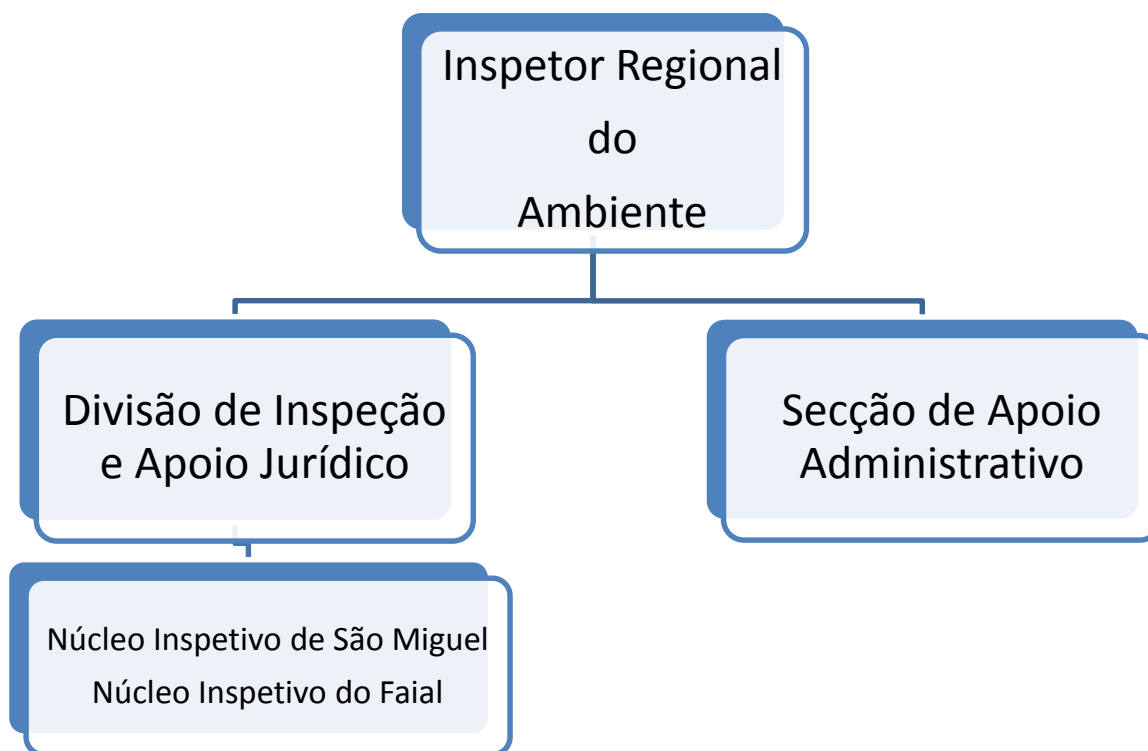 Inspetor Regional
do
Ambiente
Divisão de Inspeção
e Apoio Jurídico
Secção de Apoio
Administrativo
Núcleo Inspetivo de São Miguel
Núcleo Inspetivo do Faial